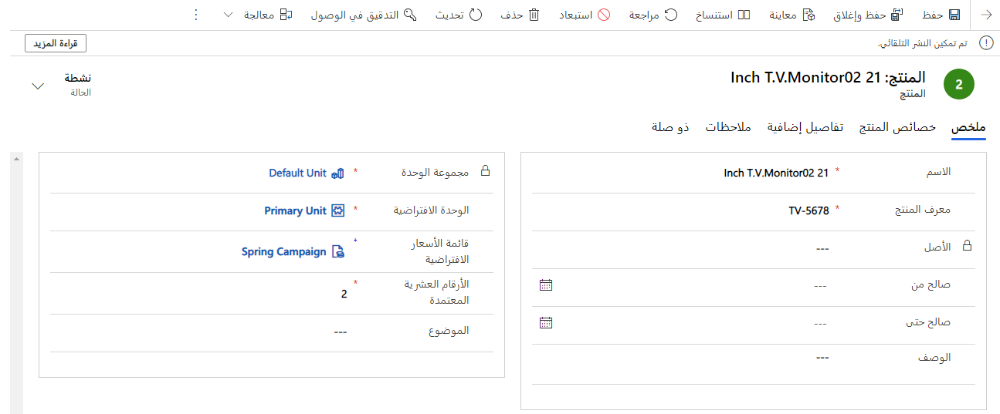 حفظ
حفظ وإغلاق
معاينة
استنساخ
مراجعة
استبعاد
حذف
تحديث
التدقيق في الوصول
معالجة
تم تمكين النشر التلقائي.
قراءة المزيد
2
المنتج: Inch T.V.Monitor02 21
المنتج
نشطة
الحالة
ملخص
خصائص المنتج
تفاصيل إضافية
ملاحظات
ذو صلة
الاسم * Inch T.V.Monitor02 21
معرف المنتج * TV-5678
الأصل ---
صالح من ---
صالح حتى ---
الوصف ---
مجموعة الوحدة * Default Unit
الوحدة الافتراضية * Primary Unit
قائمة الأسعار + Spring Campaign
الافتراضية
الأرقام العشرية * 2
المعتمدة
الموضوع ---